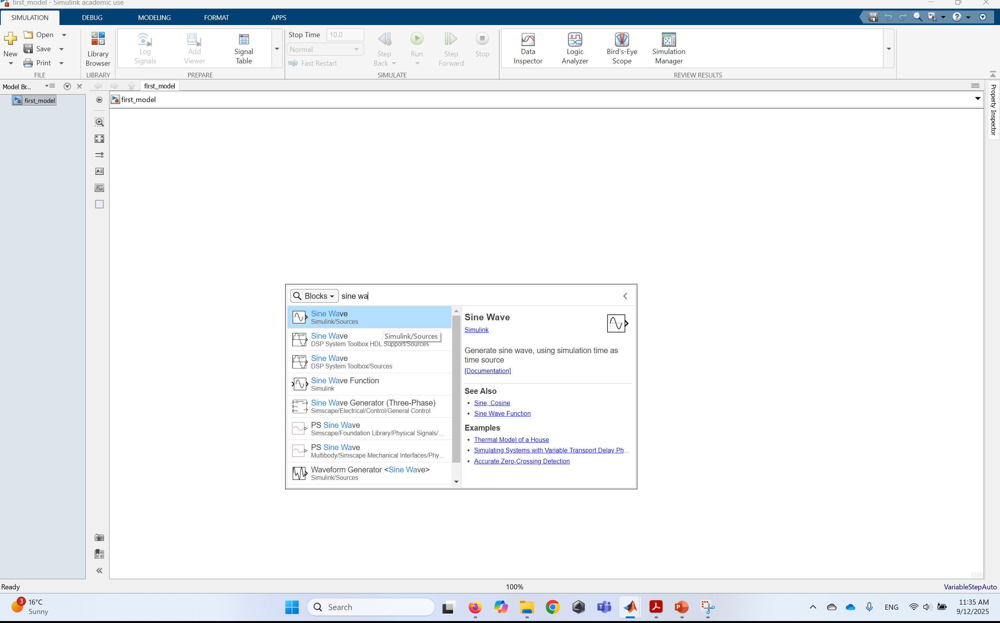 first_model - Simulink academic use
SIMULATION
DEBUG
MODELING
FORMAT
APPS
New
Open
Save
Print
FILE
Library
Browser
LIBRARY
Log
Signals
Add
Viewer
Signal
Table
PREPARE
Stop Time 10.0
Normal
Fast Restart
Step
Back
Run
Step
Forward
Stop
SIMULATE
Data
Inspector
Logic
Analyzer
Bird's-Eye
Scope
Simulation
Manager
REVIEW RESULTS
Model Br...
first_model
first_model
first_model
Property Inspector
Blocks sine wa
Sine Wave
Simulink/Sources
Sine Wave
DSP System Toolbox HDL Support/Sources
Simulink/Sources
Sine Wave
DSP System Toolbox/Sources
Sine Wave Function
Simulink
Sine Wave Generator (Three-Phase)
Simscape/Electrical/Control/General Control
PS Sine Wave
Simscape/Foundation Library/Physical Signals/...
PS Sine Wave
Multibody/Simscape Mechanical Interfaces/Phy...
Waveform Generator <Sine Wave>
Simulink/Sources
Sine Wave
Simulink
Generate sine wave, using simulation time as
time source
[Documentation]
See Also
• Sine, Cosine
• Sine Wave Function
Examples
• Thermal Model of a House
• Simulating Systems with Variable Transport Delay Ph...
• Accurate Zero-Crossing Detection
Ready
100%
VariableStepAuto
3
16°C
Sunny
Search
ENG
11:35 AM
9/12/2025